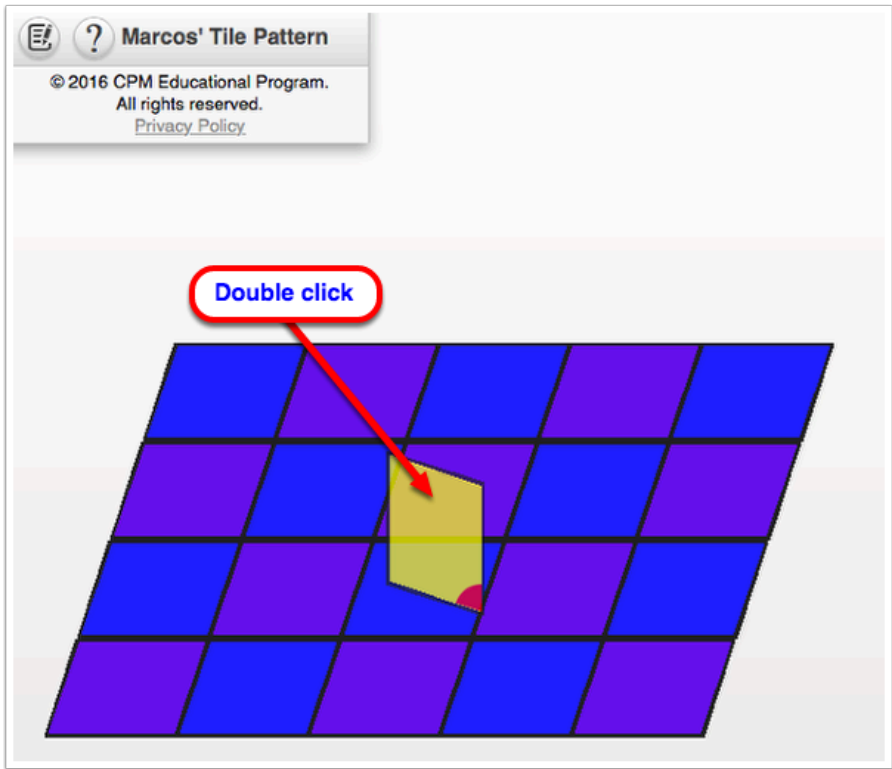 Marcos' Tile Pattern
© 2016 CPM Educational Program.
All rights reserved.
Privacy Policy
Double click